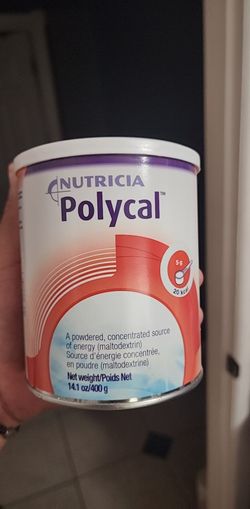 NUTRICIA
Polycal™
5 g
20 kcal
A powdered, concentrated source
of energy (maltodextrin)
Source d'énergie concentrée,
en poudre (maltodextrine)
Net weight/Poids Net
14.1 oz/400 g